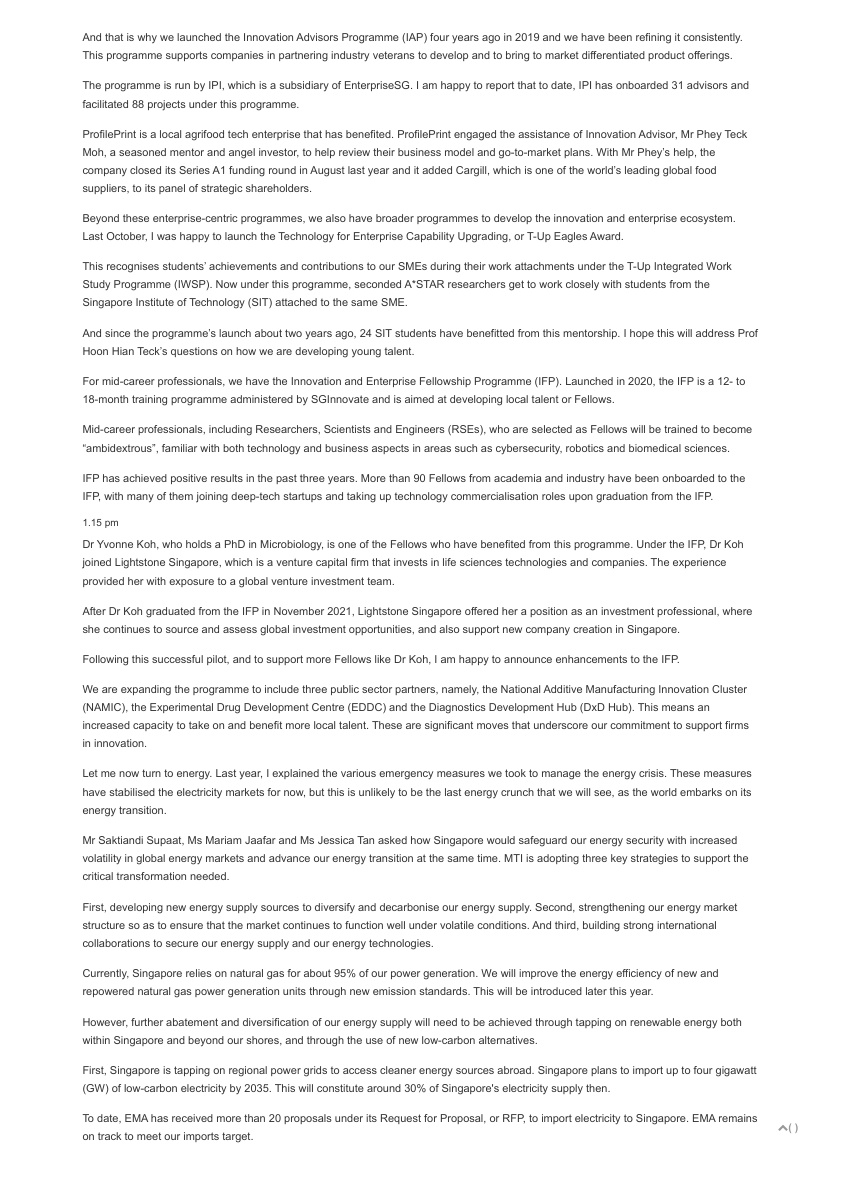 And that is why we launched the Innovation Advisors Programme (IAP) four years ago in 2019 and we have been refining it consistently.
This programme supports companies in partnering industry veterans to develop and to bring to market differentiated product offerings.
The programme is run by IPI, which is a subsidiary of EnterpriseSG. I am happy to report that to date, IPI has onboarded 31 advisors and
facilitated 88 projects under this programme.
ProfilePrint is a local agrifood tech enterprise that has benefited. ProfilePrint engaged the assistance of Innovation Advisor, Mr Phey Teck
Moh, a seasoned mentor and angel investor, to help review their business model and go-to-market plans. With Mr Phey's help, the
company closed its Series A1 funding round in August last year and it added Cargill, which is one of the world's leading global food
suppliers, to its panel of strategic shareholders.
Beyond these enterprise-centric programmes, we also have broader programmes to develop the innovation and enterprise ecosystem.
Last October, I was happy to launch the Technology for Enterprise Capability Upgrading, or T-Up Eagles Award.
This recognises students' achievements and contributions to our SMEs during their work attachments under the T-Up Integrated Work
Study Programme (IWSP). Now under this programme, seconded A*STAR researchers get to work closely with students from the
Singapore Institute of Technology (SIT) attached to the same SME.
And since the programme's launch about two years ago, 24 SIT students have benefitted from this mentorship. I hope this will address Prof
Hoon Hian Teck's questions on how we are developing young talent.
For mid-career professionals, we have the Innovation and Enterprise Fellowship Programme (IFP). Launched in 2020, the IFP is a 12- to
18-month training programme administered by SGInnovate and is aimed at developing local talent or Fellows.
Mid-career professionals, including Researchers, Scientists and Engineers (RSEs), who are selected as Fellows will be trained to become
“ambidextrous”, familiar with both technology and business aspects in areas such as cybersecurity, robotics and biomedical sciences.
IFP has achieved positive results in the past three years. More than 90 Fellows from academia and industry have been onboarded to the
IFP, with many of them joining deep-tech startups and taking up technology commercialisation roles upon graduation from the IFP.
1.15 pm
Dr Yvonne Koh, who holds a PhD in Microbiology, is one of the Fellows who have benefited from this programme. Under the IFP, Dr Koh
joined Lightstone Singapore, which is a venture capital firm that invests in life sciences technologies and companies. The experience
provided her with exposure to a global venture investment team.
After Dr Koh graduated from the IFP in November 2021, Lightstone Singapore offered her a position as an investment professional, where
she continues to source and assess global investment opportunities, and also support new company creation in Singapore.
Following this successful pilot, and to support more Fellows like Dr Koh, I am happy to announce enhancements to the IFP.
We are expanding the programme to include three public sector partners, namely, the National Additive Manufacturing Innovation Cluster
(NAMIC), the Experimental Drug Development Centre (EDDC) and the Diagnostics Development Hub (DxD Hub). This means an
increased capacity to take on and benefit more local talent. These are significant moves that underscore our commitment to support firms
in innovation.
Let me now turn to energy. Last year, I explained the various emergency measures we took to manage the energy crisis. These measures
have stabilised the electricity markets for now, but this is unlikely to be the last energy crunch that we will see, as the world embarks on its
energy transition.
Mr Saktiandi Supaat, Ms Mariam Jaafar and Ms Jessica Tan asked how Singapore would safeguard our energy security with increased
volatility in global energy markets and advance our energy transition at the same time. MTI is adopting three key strategies to support the
critical transformation needed.
First, developing new energy supply sources to diversify and decarbonise our energy supply. Second, strengthening our energy market
structure so as to ensure that the market continues to function well under volatile conditions. And third, building strong international
collaborations to secure our energy supply and our energy technologies.
Currently, Singapore relies on natural gas for about 95% of our power generation. We will improve the energy efficiency of new and
repowered natural gas power generation units through new emission standards. This will be introduced later this year.
However, further abatement and diversification of our energy supply will need to be achieved through tapping on renewable energy both
within Singapore and beyond our shores, and through the use of new low-carbon alternatives.
First, Singapore is tapping on regional power grids to access cleaner energy sources abroad. Singapore plans to import up to four gigawatt
(GW) of low-carbon electricity by 2035. This will constitute around 30% of Singapore's electricity supply then.
To date, EMA has received more than 20 proposals under its Request for Proposal, or RFP, to import electricity to Singapore. EMA remains
on track to meet our imports target.
( )